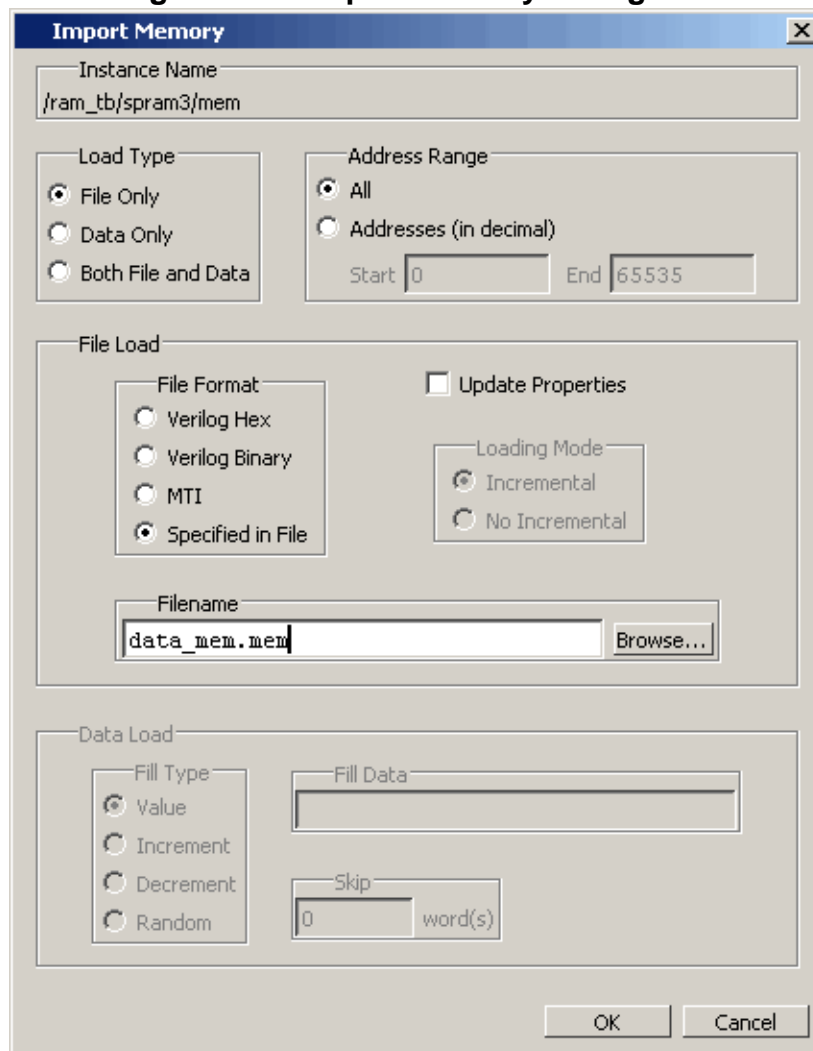 Import Memory
Instance Name
/ram_tb/spram3/mem
Load Type
File Only
Data Only
Both File and Data
Address Range
All
Addresses (in decimal)
Start 0 End 65535
File Load
File Format
Verilog Hex
Verilog Binary
MTI
Specified in File
Update Properties
Loading Mode
Incremental
No Incremental
Filename
data_mem.mem Browse...
Data Load
Fill Type
Value
Increment
Decrement
Random
Fill Data
Skip
0 word(s)
OK Cancel